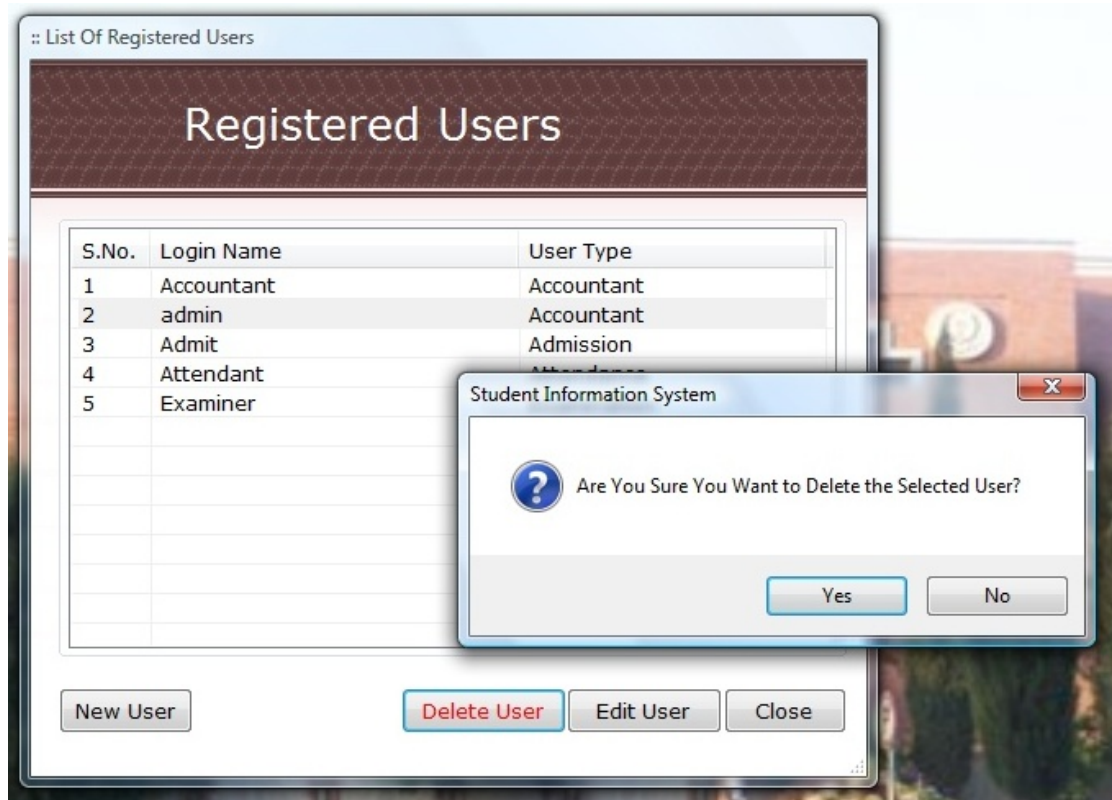 :: List Of Registered Users
Registered Users
S.No. Login Name User Type
1 Accountant Accountant
2 admin Accountant
3 Admit Admission
4 Attendant Attendance
5 Examiner
Student Information System
Are You Sure You Want to Delete the Selected User?
Yes No
New User Delete User Edit User Close